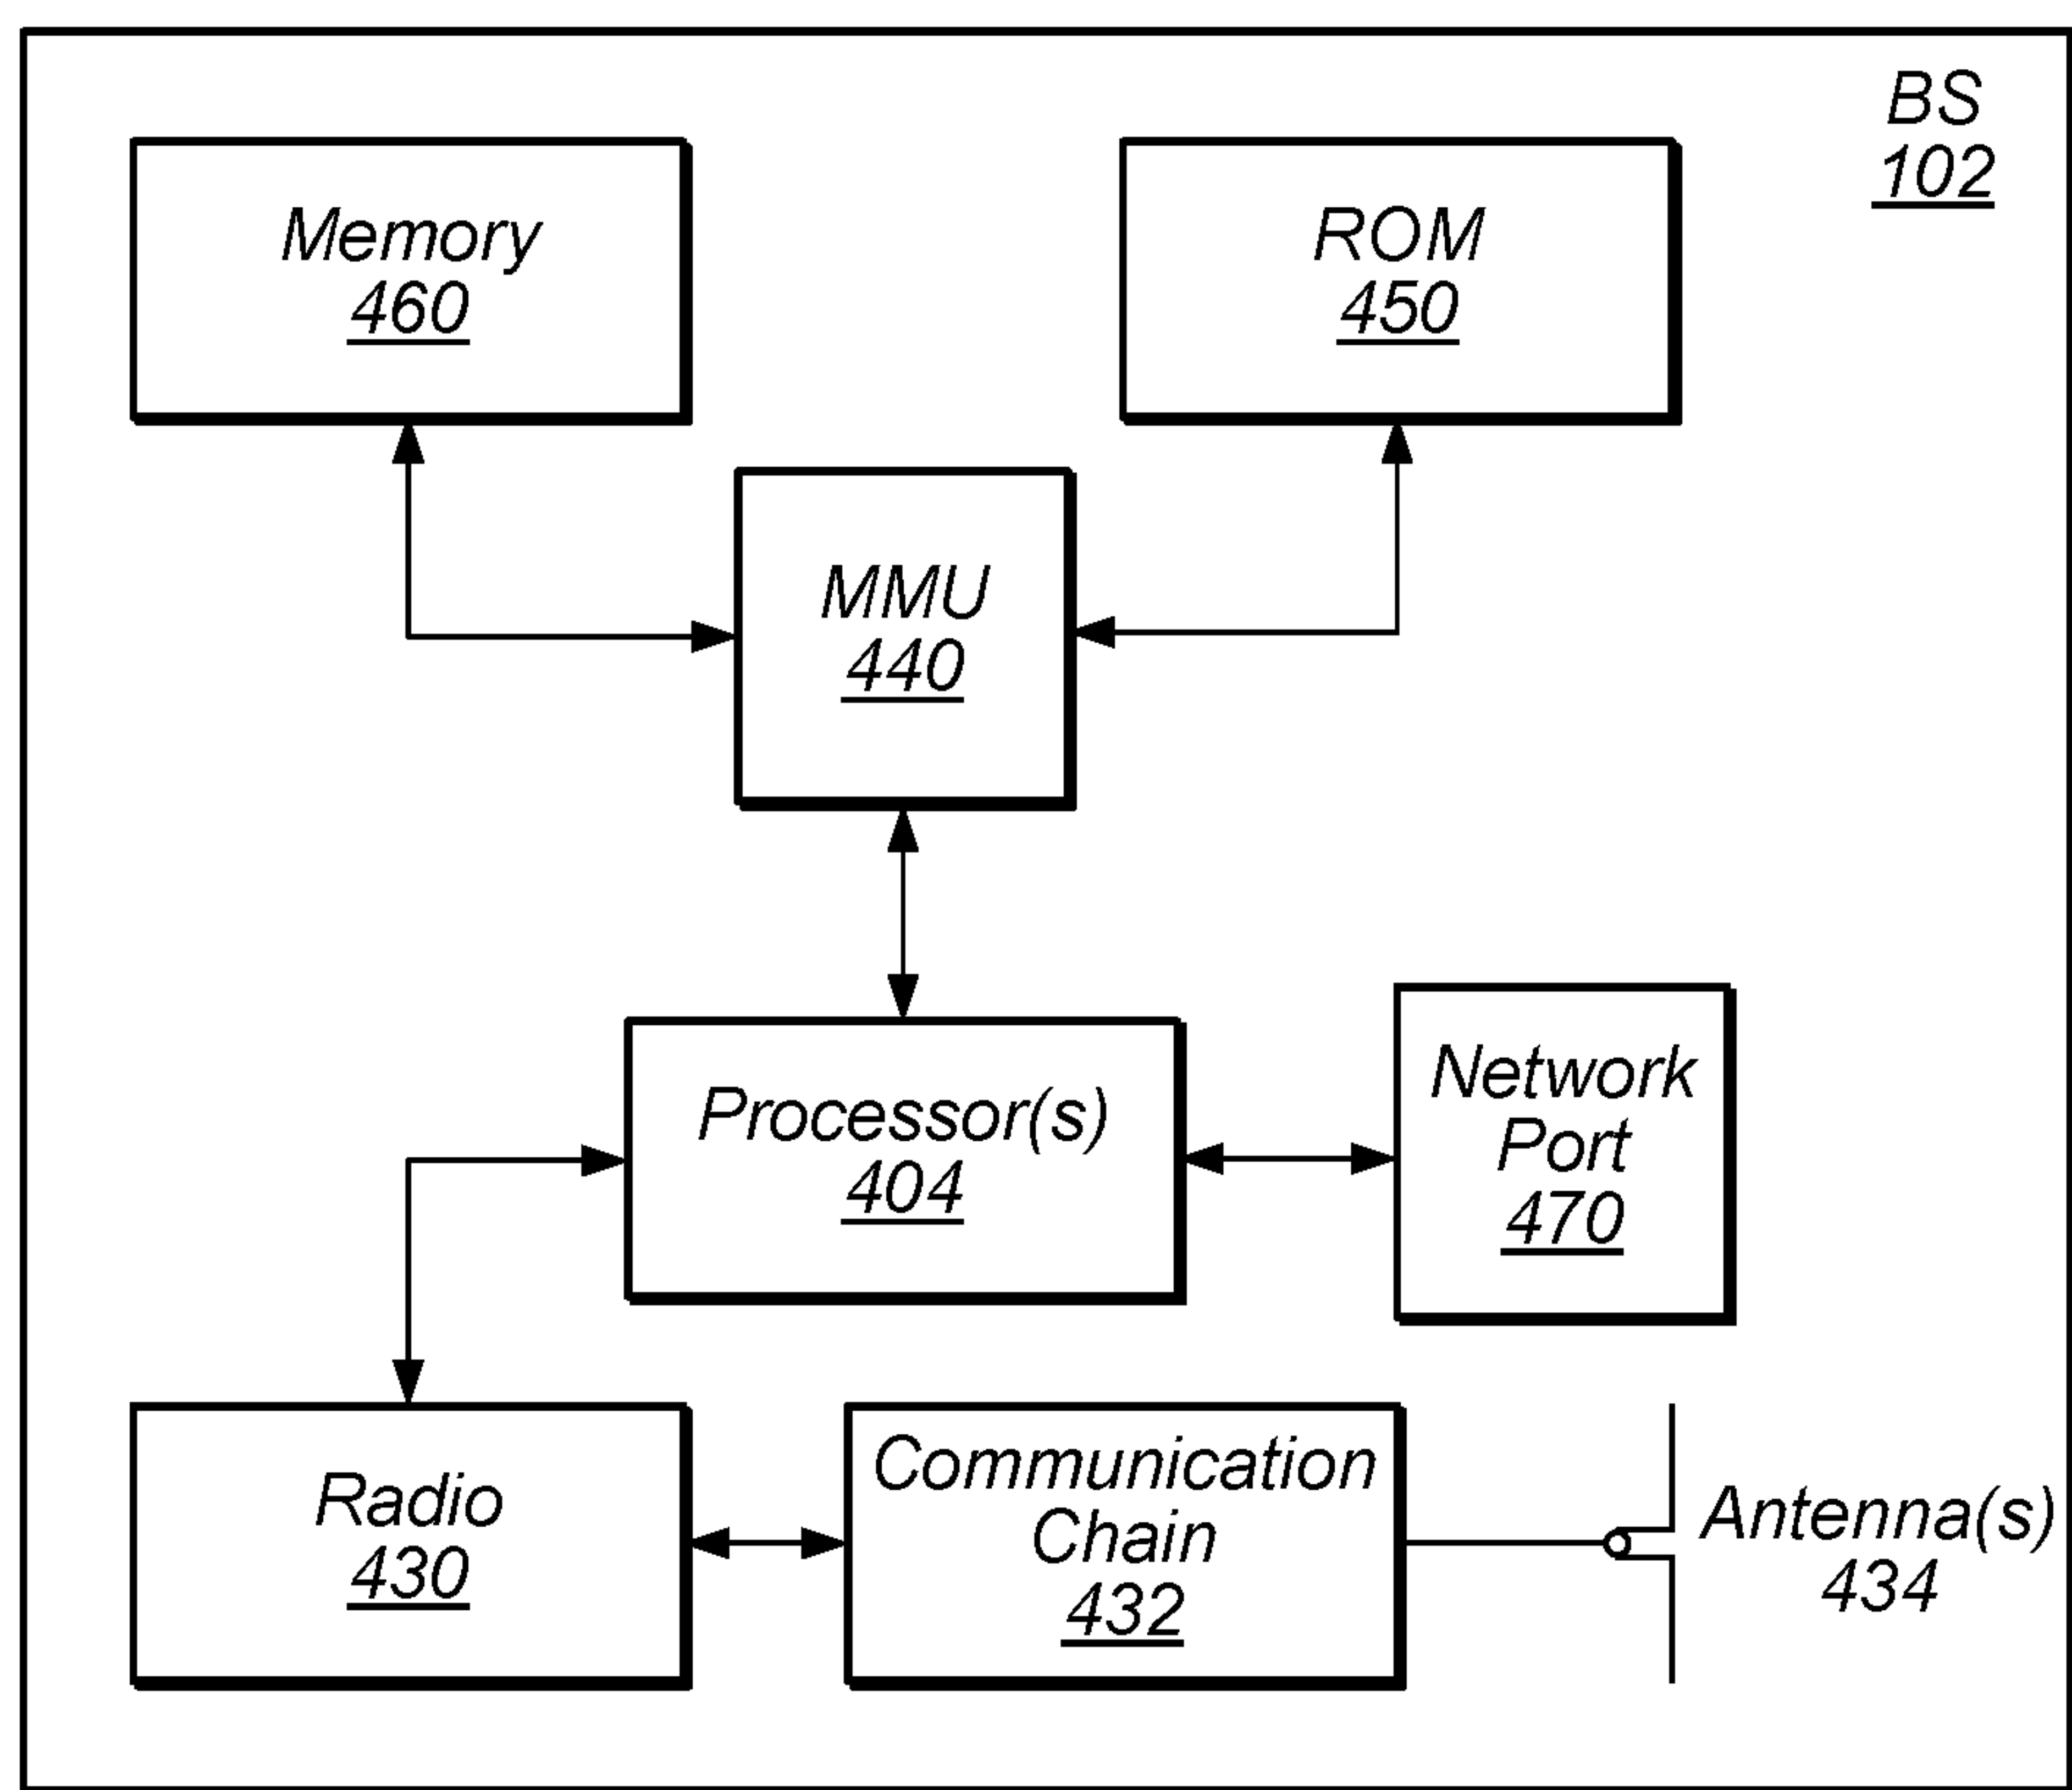 BS
102
Memory
460
ROM
450
MMU
440
Processor(s)
404
Network
Port
470
Radio
430
Communication
Chain
432
Antenna(s)
434